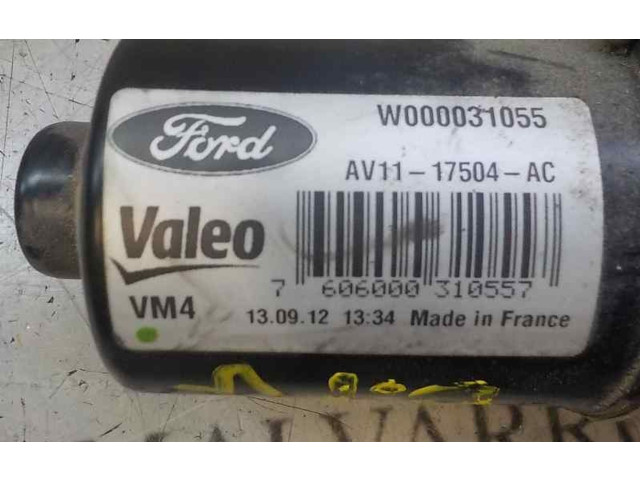 Ford
W000031055
AV11-17504-AC
Valeo
7 606000 310557
VM4
13.09.12 13:34 Made in France